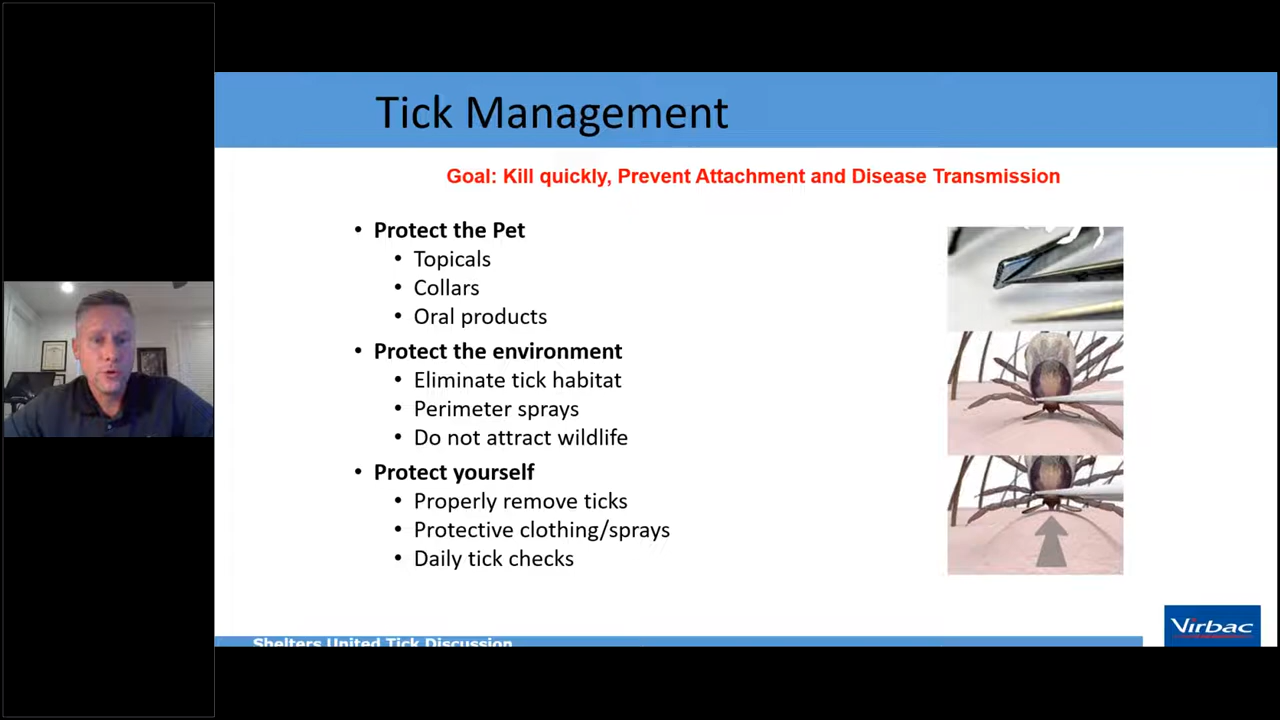 Tick Management
Goal: Kill quickly, Prevent Attachment and Disease Transmission
• Protect the Pet
• Topicals
• Collars
• Oral products
• Protect the environment
• Eliminate tick habitat
• Perimeter sprays
• Do not attract wildlife
• Protect yourself
• Properly remove ticks
• Protective clothing/sprays
• Daily tick checks
Shelters United Tick Discussion
Virbac